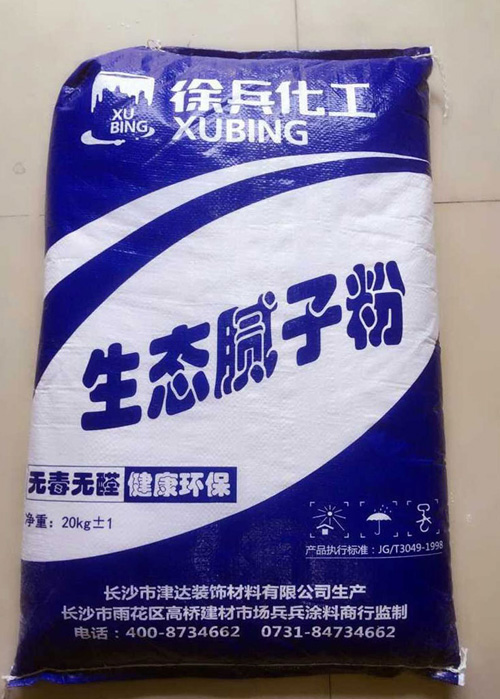 XU
BING
徐兵化工
XUBING
生态腻子粉
无毒无醛 健康环保
净重：20kg±1
产品执行标准：JG/T3049-1998
长沙市津达装饰材料有限公司生产
长沙市雨花区高桥建材市场兵兵涂料商行监制
电话：400-8734662 0731-84734662